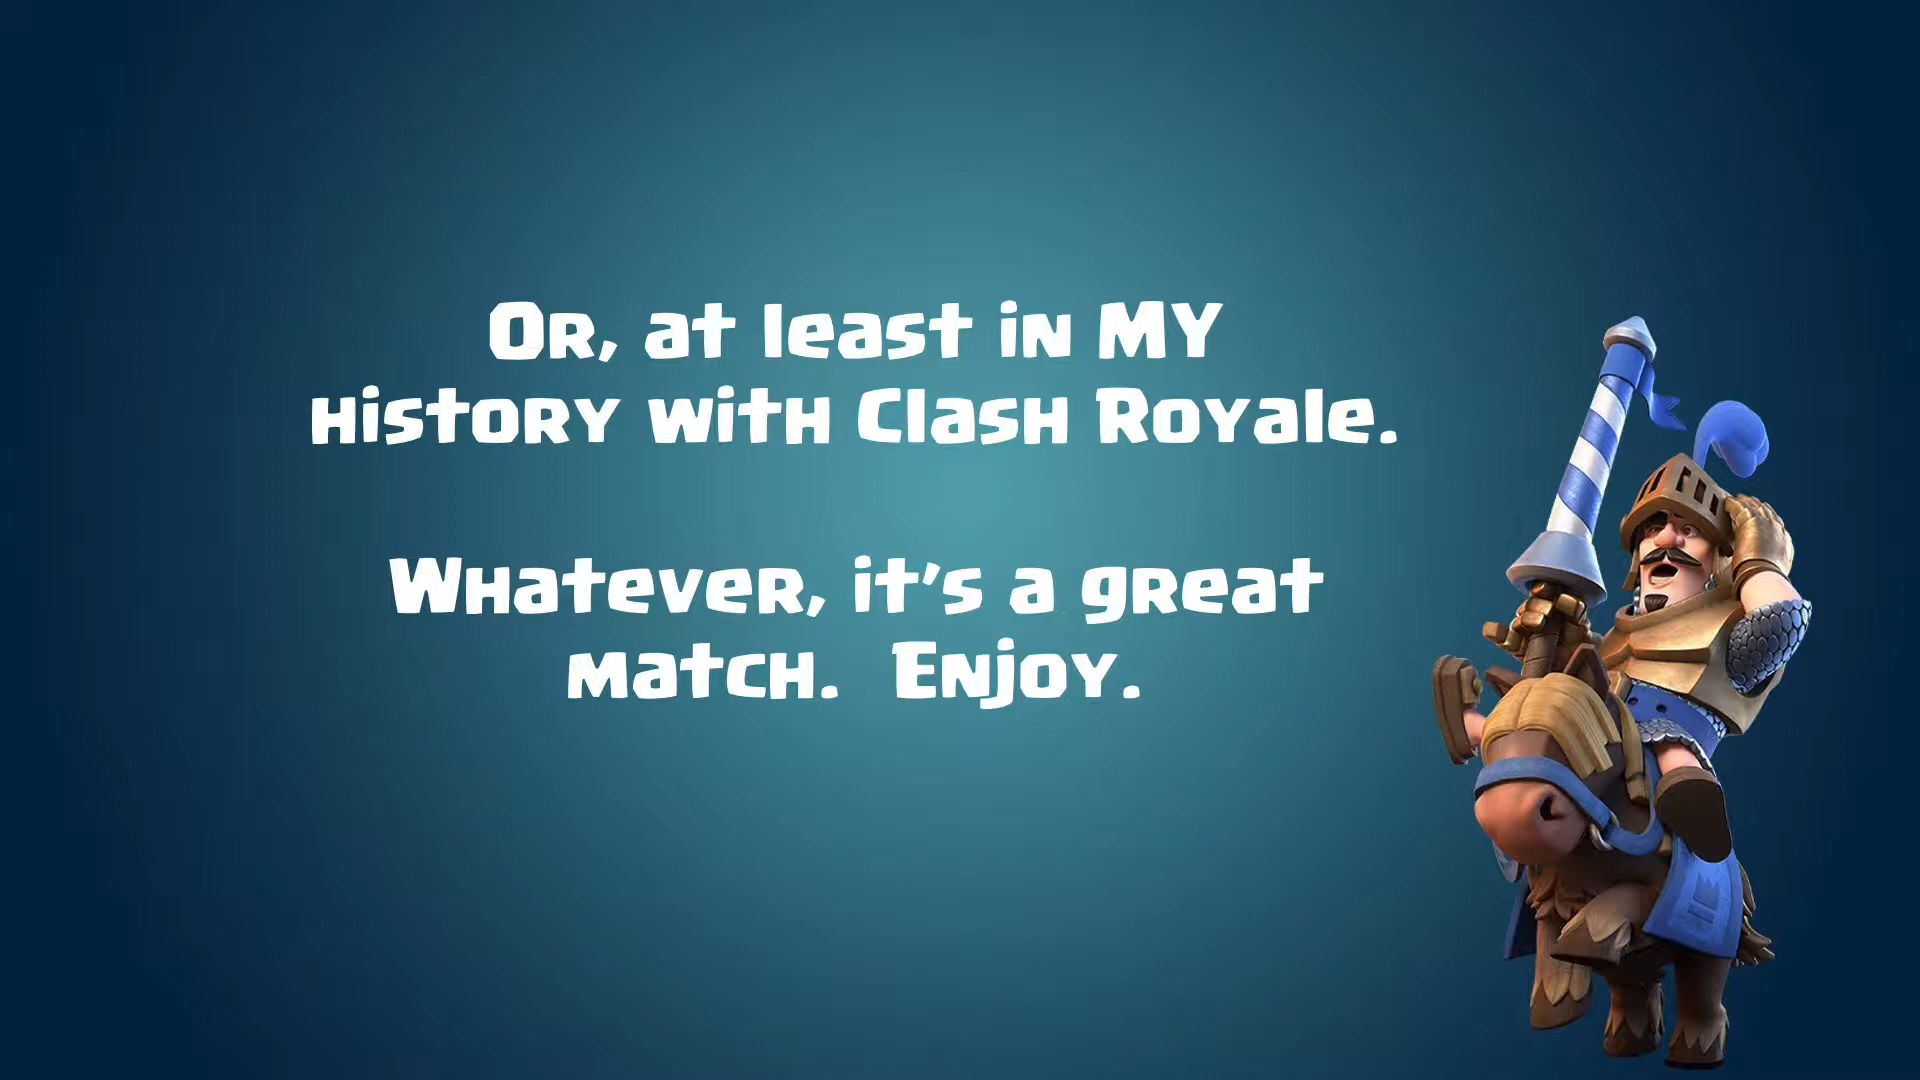 Or, at least in MY
history with Clash Royale.
Whatever, it's a great
match. Enjoy.